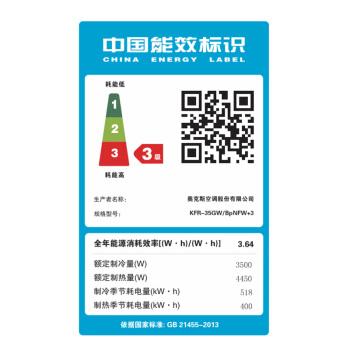 中国能效标识
CHINA ENERGY LABEL
耗能低
1
2
3
3级
耗能高
生产者名称: 奥克斯空调股份有限公司
规格型号: KFR-35GW/BpNFW+3
全年能源消耗效率[(W·h)/(W·h)] 3.64
额定制冷量(W) 3500
额定制热量(W) 4450
制冷季节耗电量(kW·h) 518
制热季节耗电量(kW·h) 400
依据国家标准: GB 21455-2013